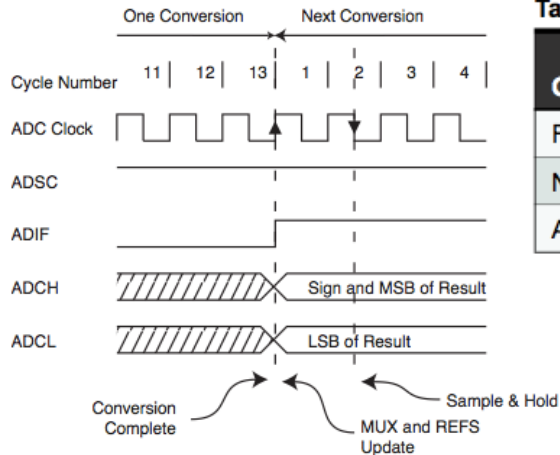 One Conversion Next Conversion
Cycle Number 11 12 13 1 2 3 4
ADC Clock
ADSC
ADIF
ADCH Sign and MSB of Result
ADCL LSB of Result
Conversion
Complete
MUX and REFS
Update
Sample & Hold
Ta